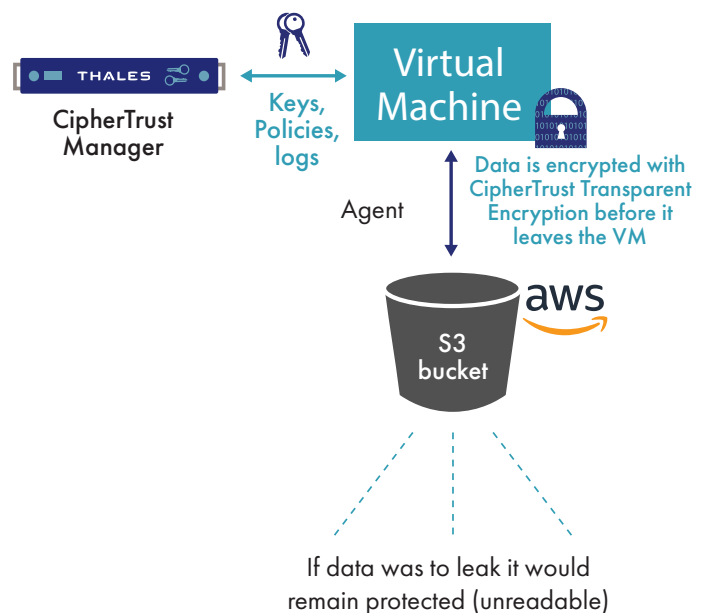 THALES
CipherTrust
Manager
Keys,
Policies,
logs
Virtual
Machine
Data is encrypted with
CipherTrust Transparent
Encryption before it
leaves the VM
Agent
aws
S3
bucket
If data was to leak it would
remain protected (unreadable)